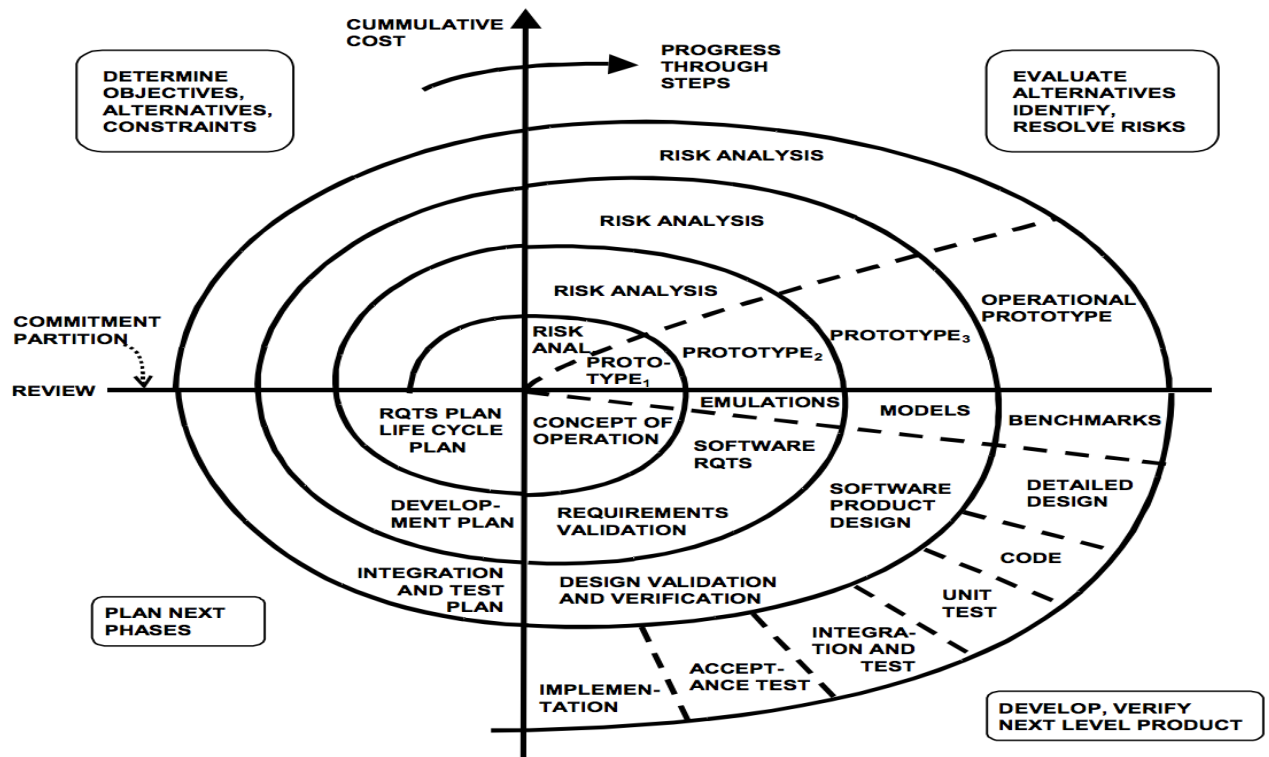 CUMMULATIVE
COST
PROGRESS
THROUGH
STEPS
DETERMINE
OBJECTIVES,
ALTERNATIVES,
CONSTRAINTS
EVALUATE
ALTERNATIVES
IDENTIFY,
RESOLVE RISKS
RISK ANALYSIS
RISK ANALYSIS
RISK ANALYSIS
RISK
ANAL.
PROTO-
TYPE1
PROTOTYPE2
PROTOTYPE3
OPERATIONAL
PROTOTYPE
COMMITMENT
PARTITION
REVIEW
RQTS PLAN
LIFE CYCLE
PLAN
CONCEPT OF
OPERATION
EMULATIONS
MODELS
BENCHMARKS
SOFTWARE
RQTS
SOFTWARE
PRODUCT
DESIGN
DETAILED
DESIGN
DEVELOP-
MENT PLAN
REQUIREMENTS
VALIDATION
CODE
UNIT
TEST
INTEGRATION
AND TEST
PLAN
DESIGN VALIDATION
AND VERIFICATION
INTEGRA-
TION AND
TEST
ACCEPT-
ANCE TEST
IMPLEMEN-
TATION
PLAN NEXT
PHASES
DEVELOP, VERIFY
NEXT LEVEL PRODUCT